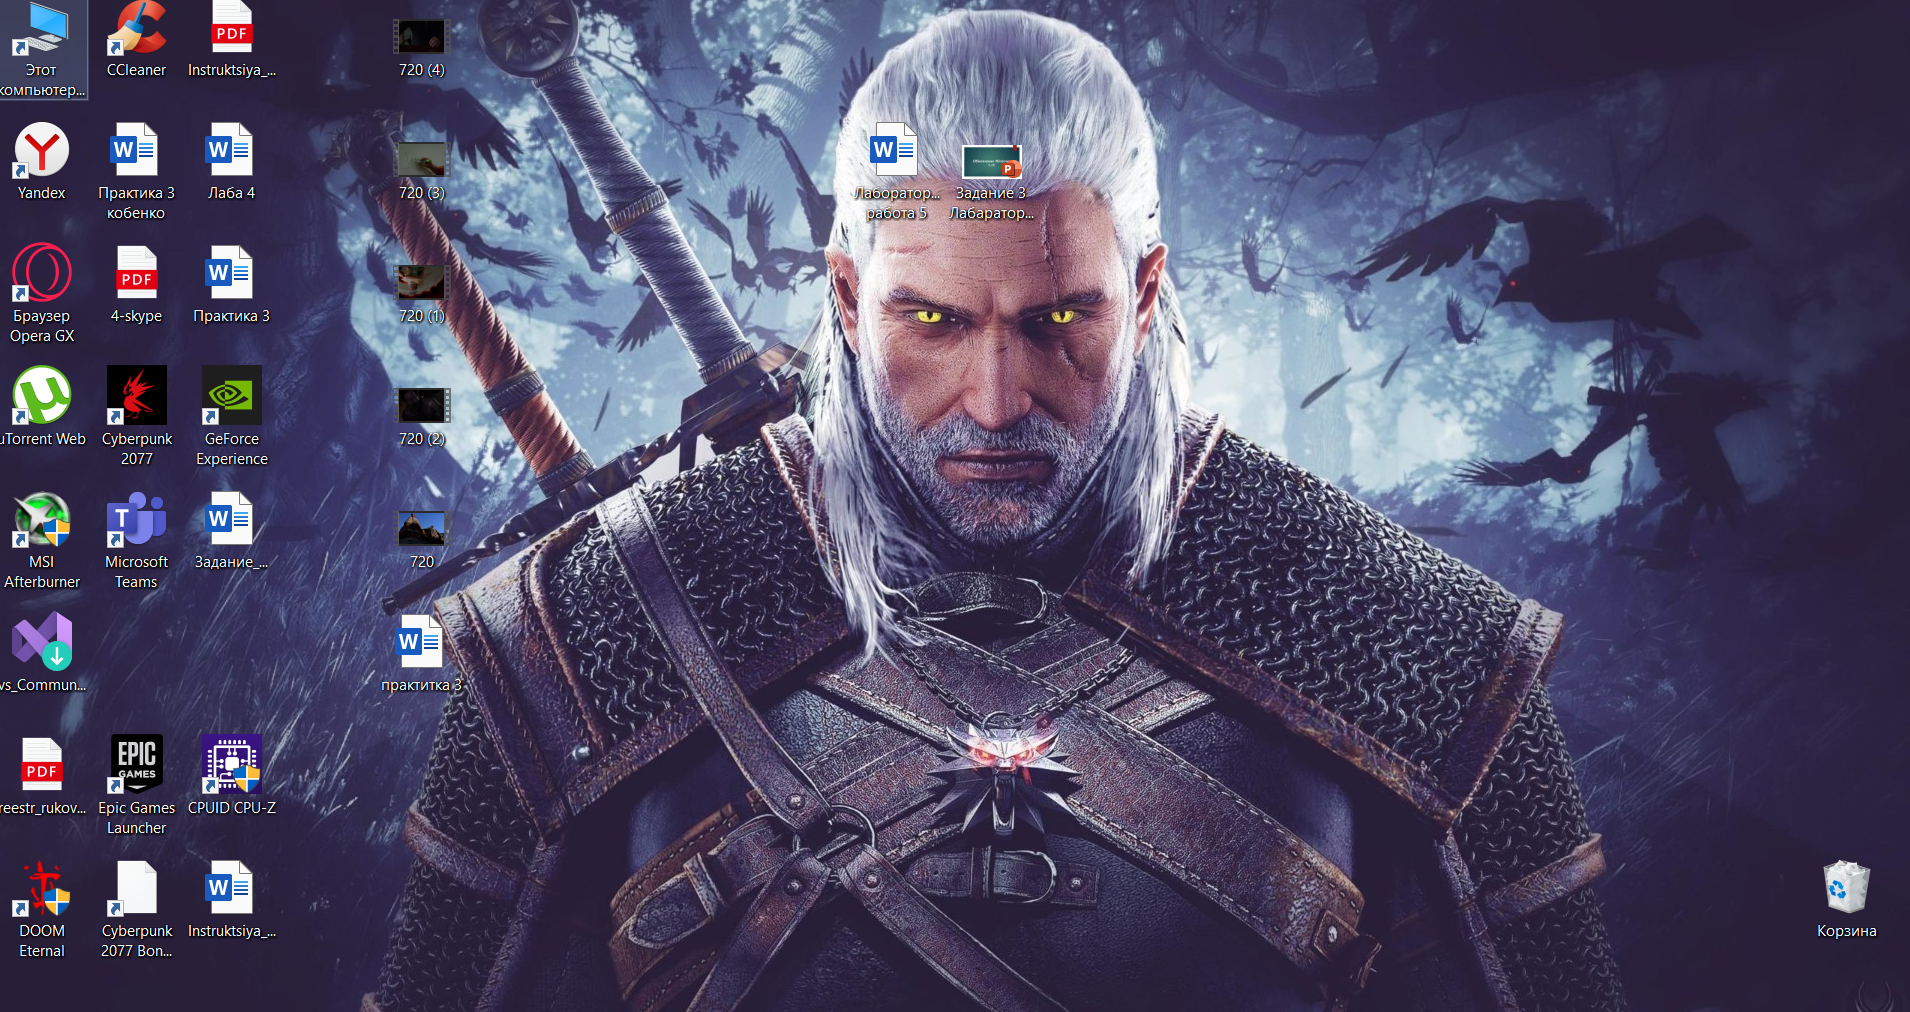 Этот
компьютер...
CCleaner
PDF
Instruktsiya_...
720 (4)
Yandex
W
Практика 3
кобенко
W
Лаба 4
720 (3)
W
Лаборатор...
работа 5
P
Задание 3
Лабаратор...
Браузер
Opera GX
PDF
4-skype
W
Практика 3
720 (1)
uTorrent Web
Cyberpunk
2077
GeForce
Experience
720 (2)
MSI
Afterburner
T
Microsoft
Teams
W
Задание_...
720
vs_Commun...
W
практитка 3
PDF
reestr_rukov...
EPIC
GAMES
Epic Games
Launcher
CPUID CPU-Z
DOOM
Eternal
Cyberpunk
2077 Bon...
W
Instruktsiya_...
Корзина